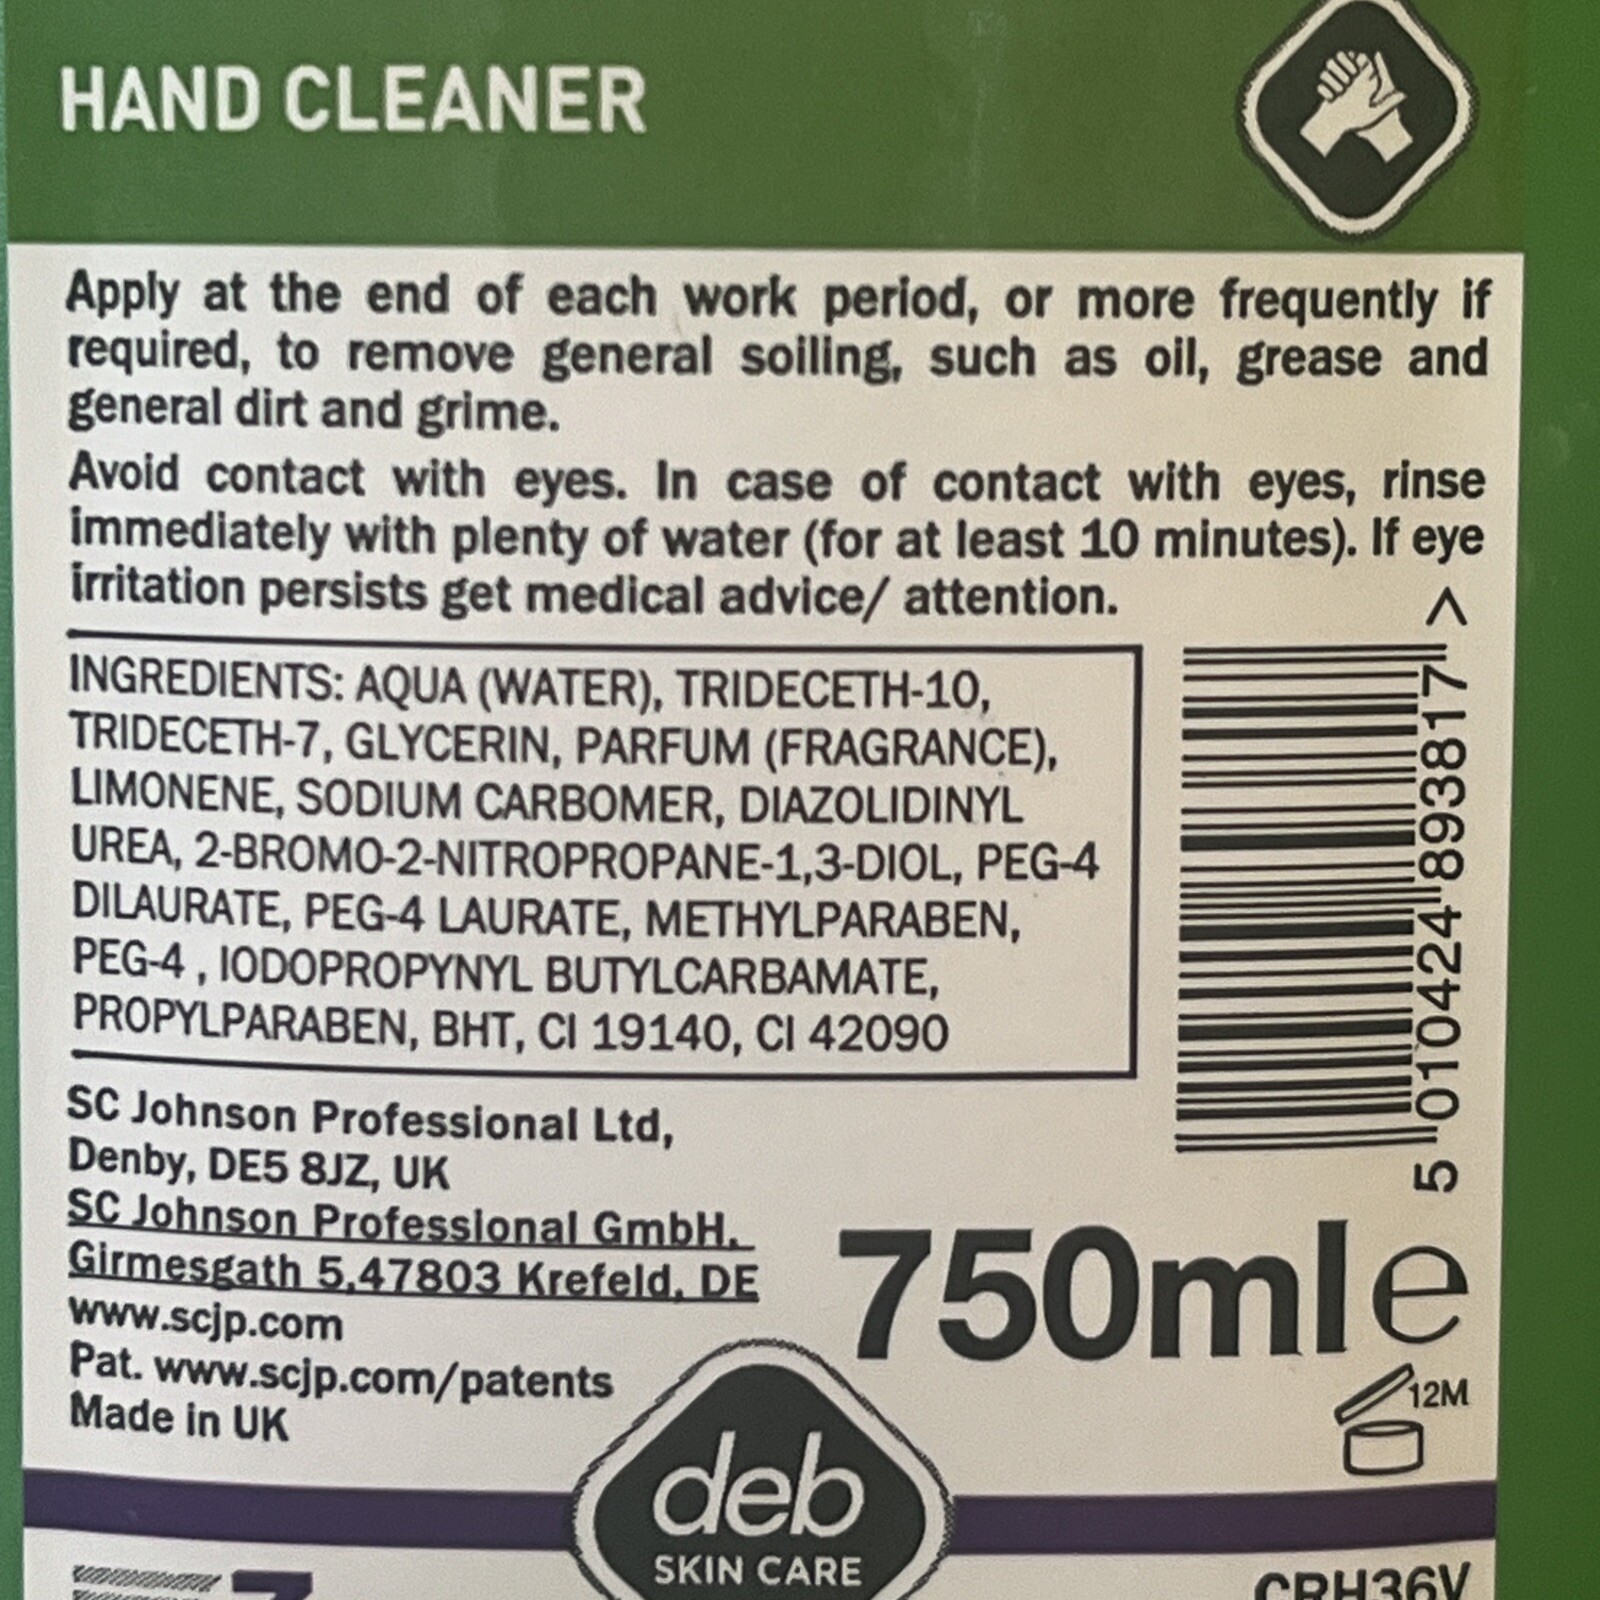 HAND CLEANER
Apply at the end of each work period, or more frequently if
required, to remove general soiling, such as oil, grease and
general dirt and grime.
Avoid contact with eyes. In case of contact with eyes, rinse
immediately with plenty of water (for at least 10 minutes). If eye
irritation persists get medical advice/ attention.
INGREDIENTS: AQUA (WATER), TRIDECETH-10,
TRIDECETH-7, GLYCERIN, PARFUM (FRAGRANCE),
LIMONENE, SODIUM CARBOMER, DIAZOLIDINYL
UREA, 2-BROMO-2-NITROPROPANE-1,3-DIOL, PEG-4
DILAURATE, PEG-4 LAURATE, METHYLPARABEN,
PEG-4 , IODOPROPYNYL BUTYLCARBAMATE,
PROPYLPARABEN, BHT, CI 19140, CI 42090
5 010424 893817 >
SC Johnson Professional Ltd,
Denby, DE5 8JZ, UK
SC Johnson Professional GmbH,
Girmesgath 5,47803 Krefeld, DE
www.scjp.com
Pat. www.scjp.com/patents
Made in UK
750ml e
12M
deb
SKIN CARE
CRH36V